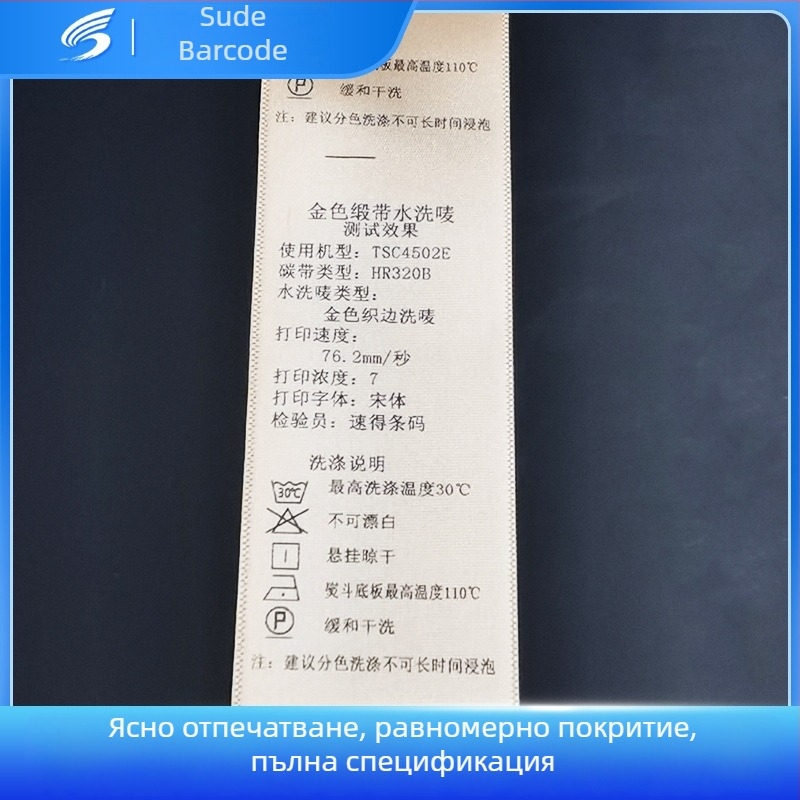 Sude
Barcode
板最高温度110℃
P
缓和干洗
注：建议分色洗涤不可长时间浸泡
金色缎带水洗唛
测试效果
使用机型：TSC4502E
碳带类型：HR320B
水洗唛类型：
金色织边洗唛
打印速度：
76.2mm/秒
打印浓度：7
打印字体：宋体
检验员：速得条码
洗涤说明
30℃ 最高洗涤温度30℃
不可漂白
悬挂晾干
熨斗底板最高温度110℃
P 缓和干洗
注：建议分色洗涤不可长时间浸泡
Ясно отпечатване, равномерно покритие,
пълна спецификация